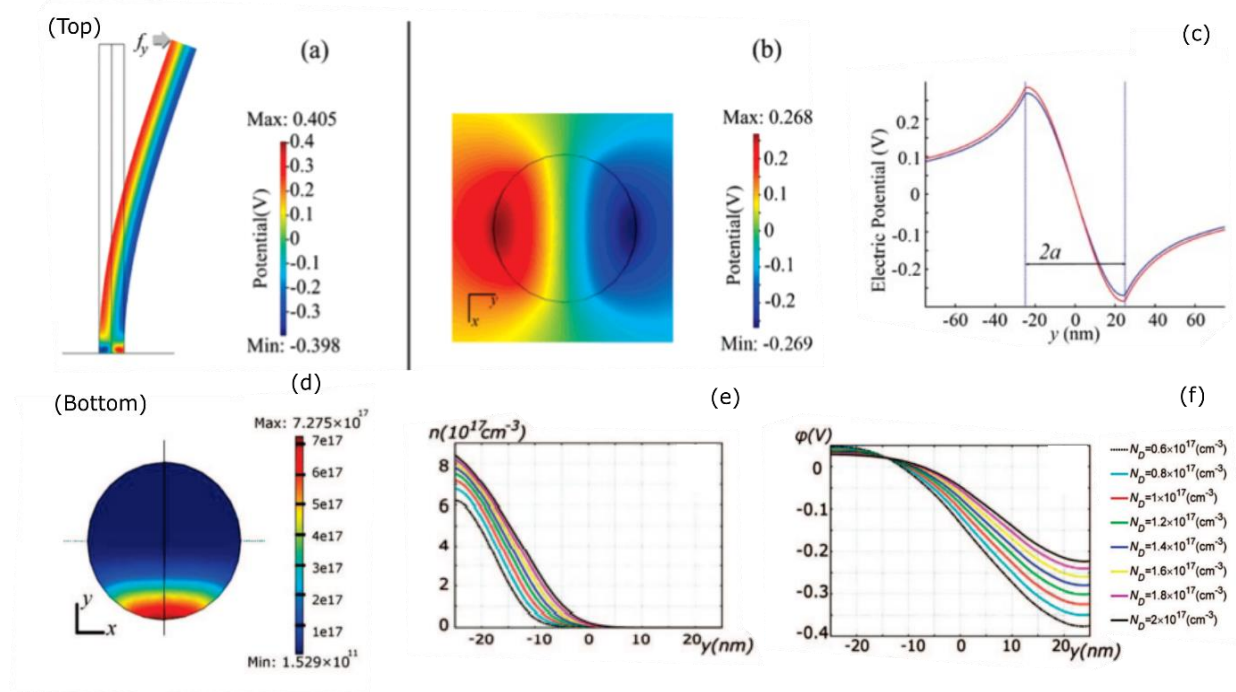 (Top)
f_y
(a)
Max: 0.405
0.4
0.3
0.2
0.1
0
-0.1
-0.2
-0.3
Potential(V)
Min: -0.398
(b)
y
x
Max: 0.268
0.2
0.1
0
-0.1
-0.2
Potential(V)
Min: -0.269
(c)
Electric Potential (V)
0.2
0.1
0
-0.1
-0.2
2a
-60 -40 -20 0 20 40 60
y (nm)
(Bottom)
(d)
y
x
Max: 7.275×10^17
7e17
6e17
5e17
4e17
3e17
2e17
1e17
Min: 1.529×10^11
(e)
n(10^17cm^-3)
8
6
4
2
0
-20 -10 0 10 20 y(nm)
(f)
φ(V)
0
-0.1
-0.2
-0.3
-0.4
-20 -10 0 10 20 y(nm)
N_D=0.6×10^17(cm^-3)
N_D=0.8×10^17(cm^-3)
N_D=1×10^17(cm^-3)
N_D=1.2×10^17(cm^-3)
N_D=1.4×10^17(cm^-3)
N_D=1.6×10^17(cm^-3)
N_D=1.8×10^17(cm^-3)
N_D=2×10^17(cm^-3)